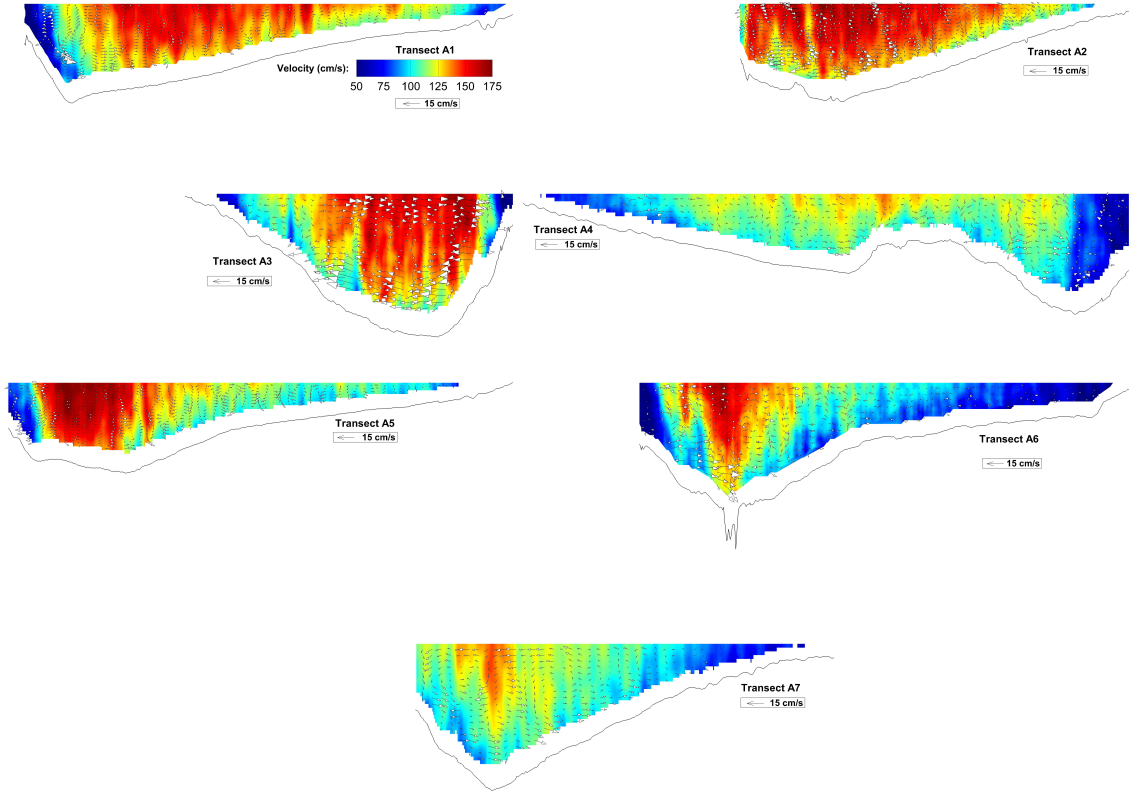 Transect A1
Velocity (cm/s):
50 75 100 125 150 175
15 cm/s
Transect A2
15 cm/s
Transect A3
15 cm/s
Transect A4
15 cm/s
Transect A5
15 cm/s
Transect A6
15 cm/s
Transect A7
15 cm/s